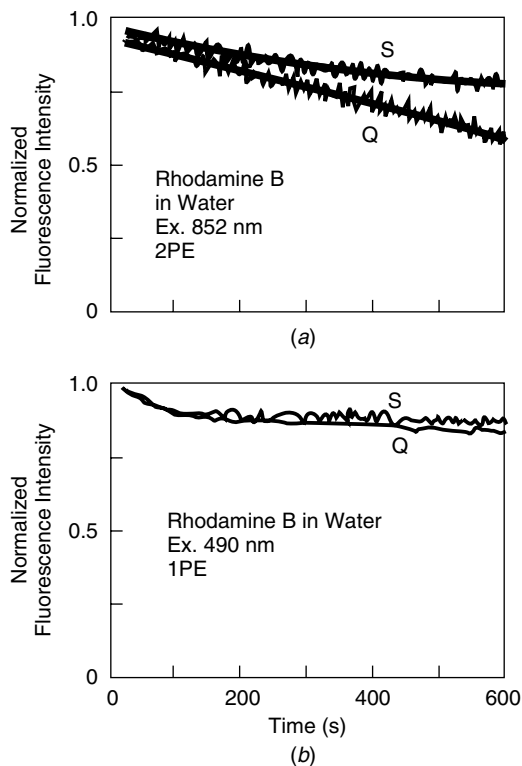 1.0
0.5
0
Normalized
Fluorescence Intensity
S
Q
Rhodamine B
in Water
Ex. 852 nm
2PE
(a)
1.0
0.5
0
Normalized
Fluorescence Intensity
S
Q
Rhodamine B in Water
Ex. 490 nm
1PE
0 200 400 600
Time (s)
(b)